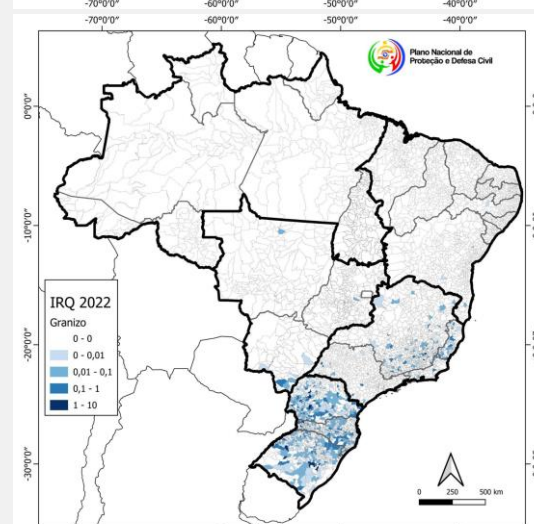 -70°0'0" -60°0'0" -50°0'0" -40°0'0"
-70°0'0" -60°0'0" -50°0'0" -40°0'0"
Plano Nacional de
Proteção e Defesa Civil
0°0'0"
-10°0'0"
-20°0'0"
-30°0'0"
IRQ 2022
Granizo
0 - 0
0 - 0,01
0,01 - 0,1
0,1 - 1
1 - 10
0 250 500 km